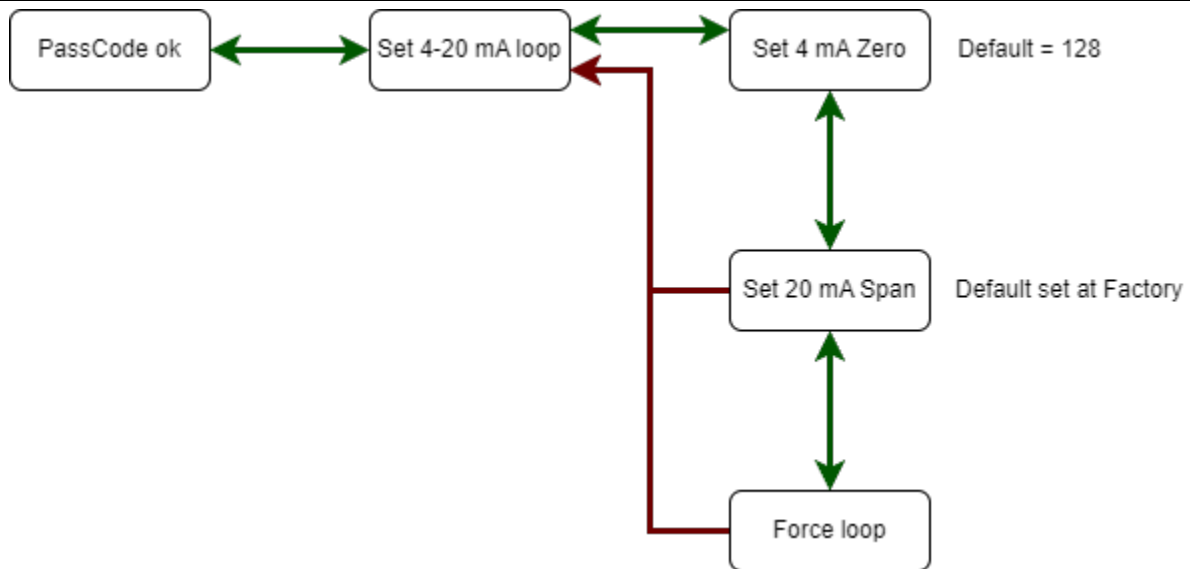 PassCode ok
Set 4-20 mA loop
Set 4 mA Zero
Default = 128
Set 20 mA Span
Default set at Factory
Force loop